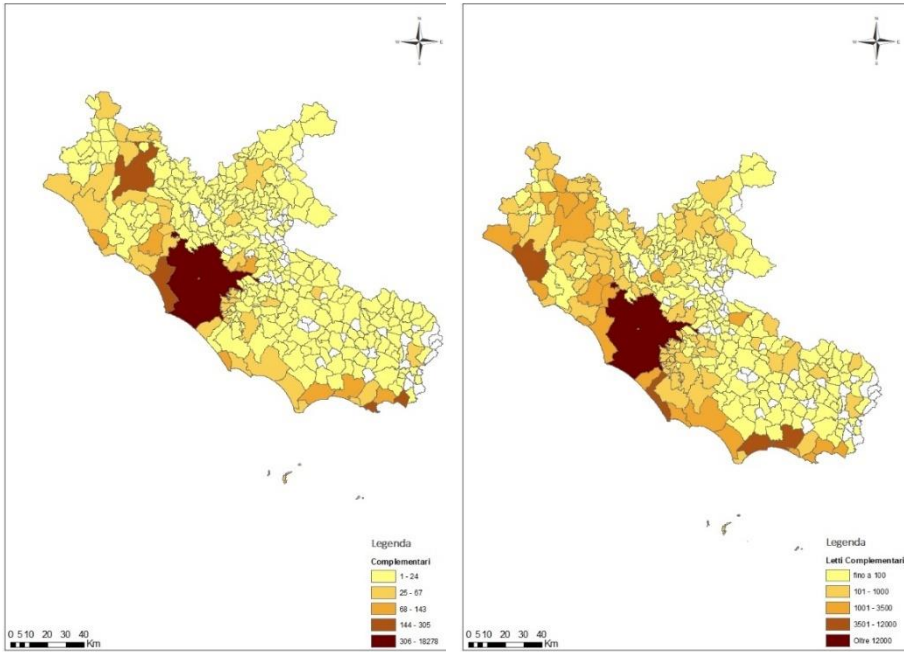 N
W E
S
Legenda
Complementari
1 - 24
25 - 67
68 - 143
144 - 305
306 - 18278
0 5 10 20 30 40
Km
N
W E
S
Legenda
Letti Complementari
fino a 100
101 - 1000
1001 - 3500
3501 - 12000
Oltre 12000
0 5 10 20 30 40
Km